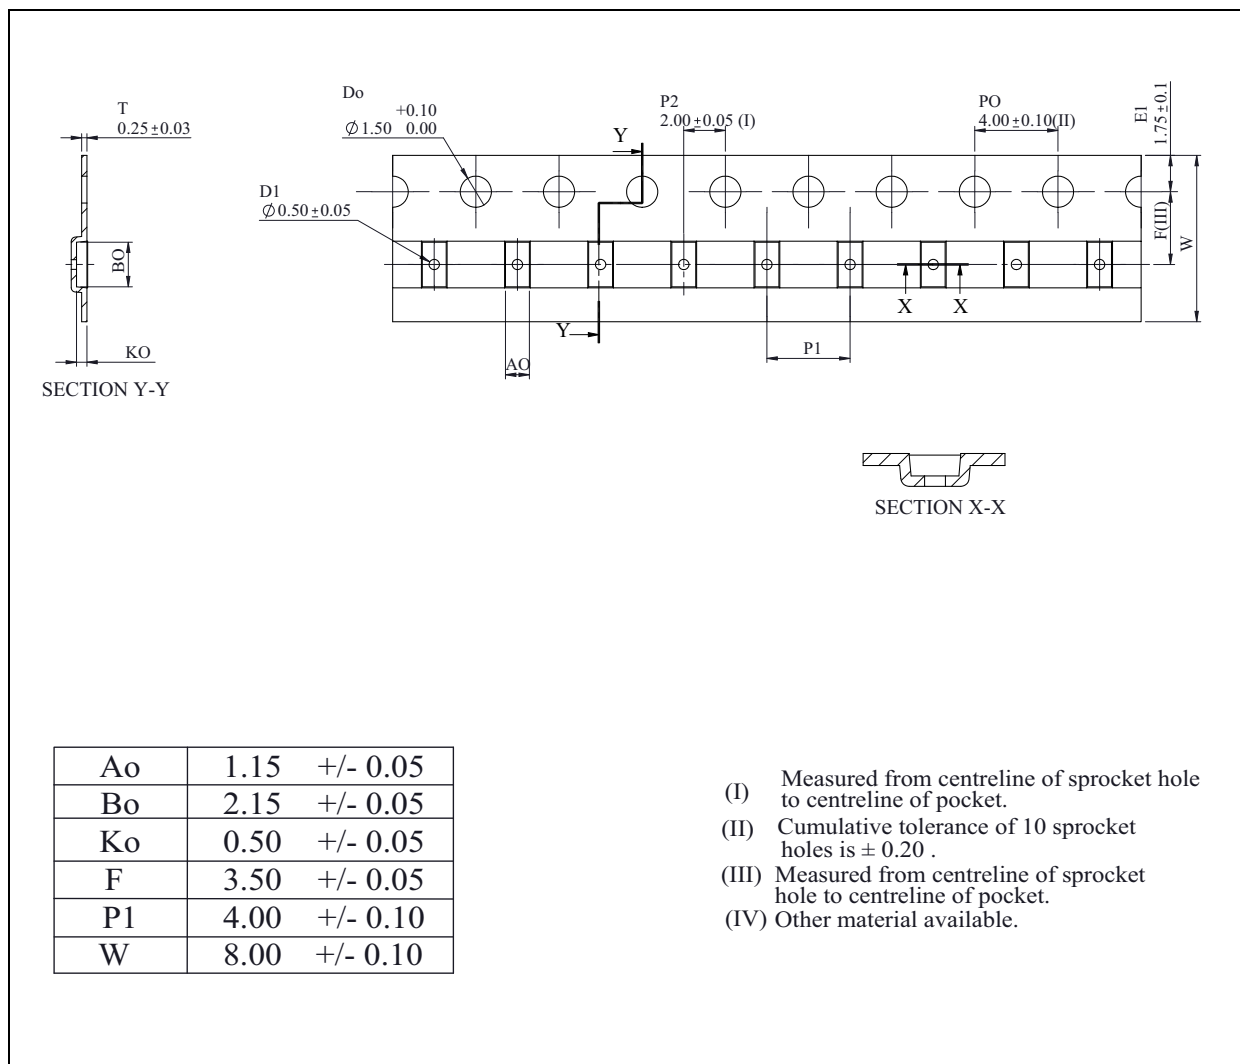 T
0.25±0.03
Do
+0.10
∅1.50 0.00
P2
2.00±0.05 (I)
PO
4.00±0.10(II)
E1
1.75±0.1
Y
D1
∅0.50±0.05
F(III)
W
BO
X X
Y
KO
AO
P1
SECTION Y-Y
SECTION X-X
Ao 1.15 +/- 0.05
Bo 2.15 +/- 0.05
Ko 0.50 +/- 0.05
F 3.50 +/- 0.05
P1 4.00 +/- 0.10
W 8.00 +/- 0.10
(I) Measured from centreline of sprocket hole
to centreline of pocket.
(II) Cumulative tolerance of 10 sprocket
holes is ± 0.20 .
(III) Measured from centreline of sprocket
hole to centreline of pocket.
(IV) Other material available.